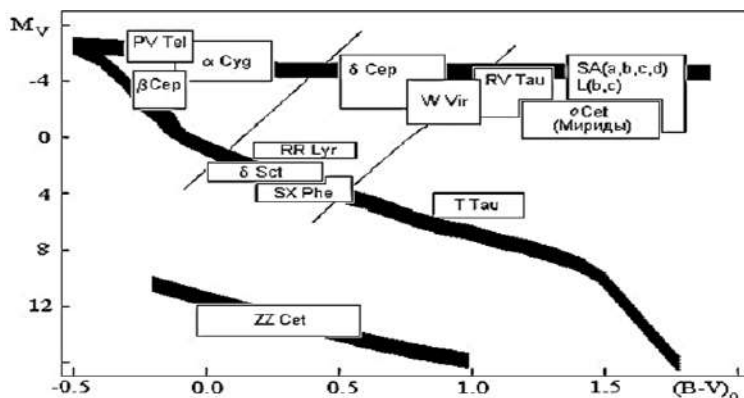 M_V
PV Tel
α Cyg
βCep
δ Cep
RV Tau
SA(a,b,c,d)
L(b,c)
W Vir
οCet
(Мириды)
RR Lyr
δ Sct
SX Phe
T Tau
ZZ Cet
-4
0
4
8
12
-0.5
0.0
0.5
1.0
1.5
(B-V)₀